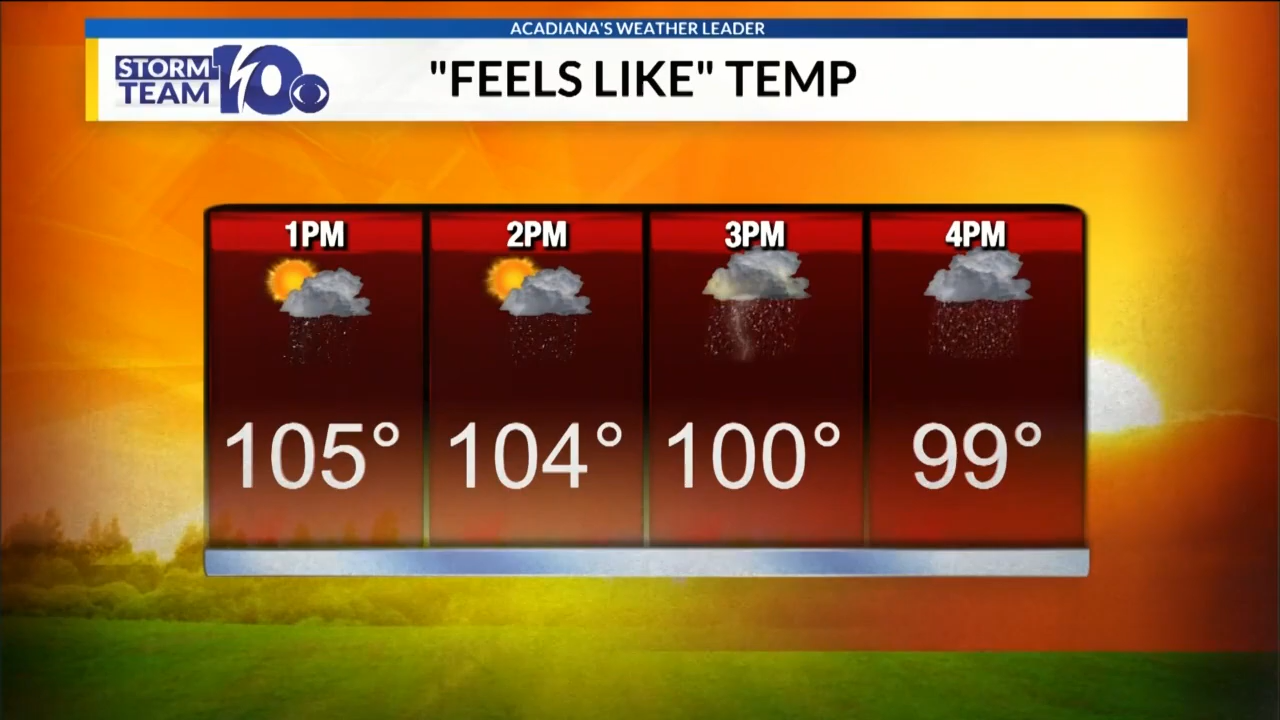 ACADIANA'S WEATHER LEADER
STORM TEAM 10
"FEELS LIKE" TEMP
1PM 2PM 3PM 4PM
105° 104° 100° 99°